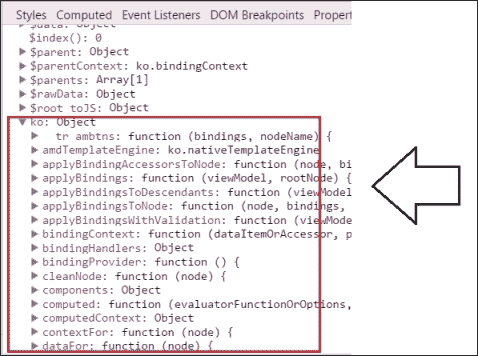 Styles Computed Event Listeners DOM Breakpoints Propert
$data: Object
$index(): 0
$parent: Object
$parentContext: ko.bindingContext
$parents: Array[1]
$rawData: Object
$root toJS: Object
ko: Object
tr ambtns: function (bindings, nodeName) {
amdTemplateEngine: ko.nativeTemplateEngine
applyBindingAccessorsToNode: function (node, bi
applyBindings: function (viewModel, rootNode) {
applyBindingsToDescendants: function (viewModel
applyBindingsToNode: function (node, bindings,
applyBindingsWithValidation: function (viewMode
bindingContext: function (dataItemOrAccessor, p
bindingHandlers: Object
bindingProvider: function () {
cleanNode: function (node) {
components: Object
computed: function (evaluatorFunctionOrOptions,
computedContext: Object
contextFor: function (node) {
dataFor: function (node) {